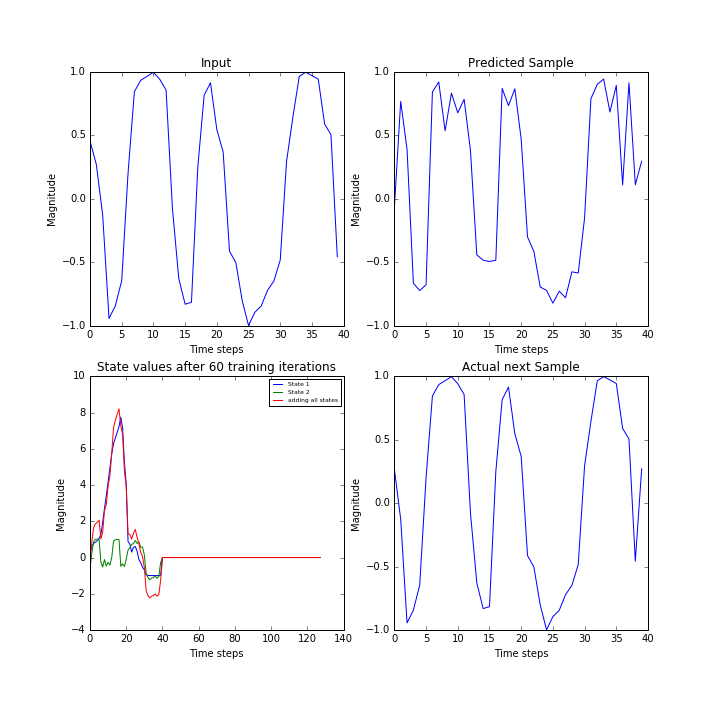 Input
1.0
0.5
0.0
−0.5
−1.0
Magnitude
0 5 10 15 20 25 30 35 40
Time steps
Predicted Sample
1.0
0.5
0.0
−0.5
−1.0
Magnitude
0 5 10 15 20 25 30 35 40
Time steps
State values after 60 training iterations
10
8
6
4
2
0
−2
−4
Magnitude
State 1
State 2
adding all states
0 20 40 60 80 100 120 140
Time steps
Actual next Sample
1.0
0.5
0.0
−0.5
−1.0
Magnitude
0 5 10 15 20 25 30 35 40
Time steps